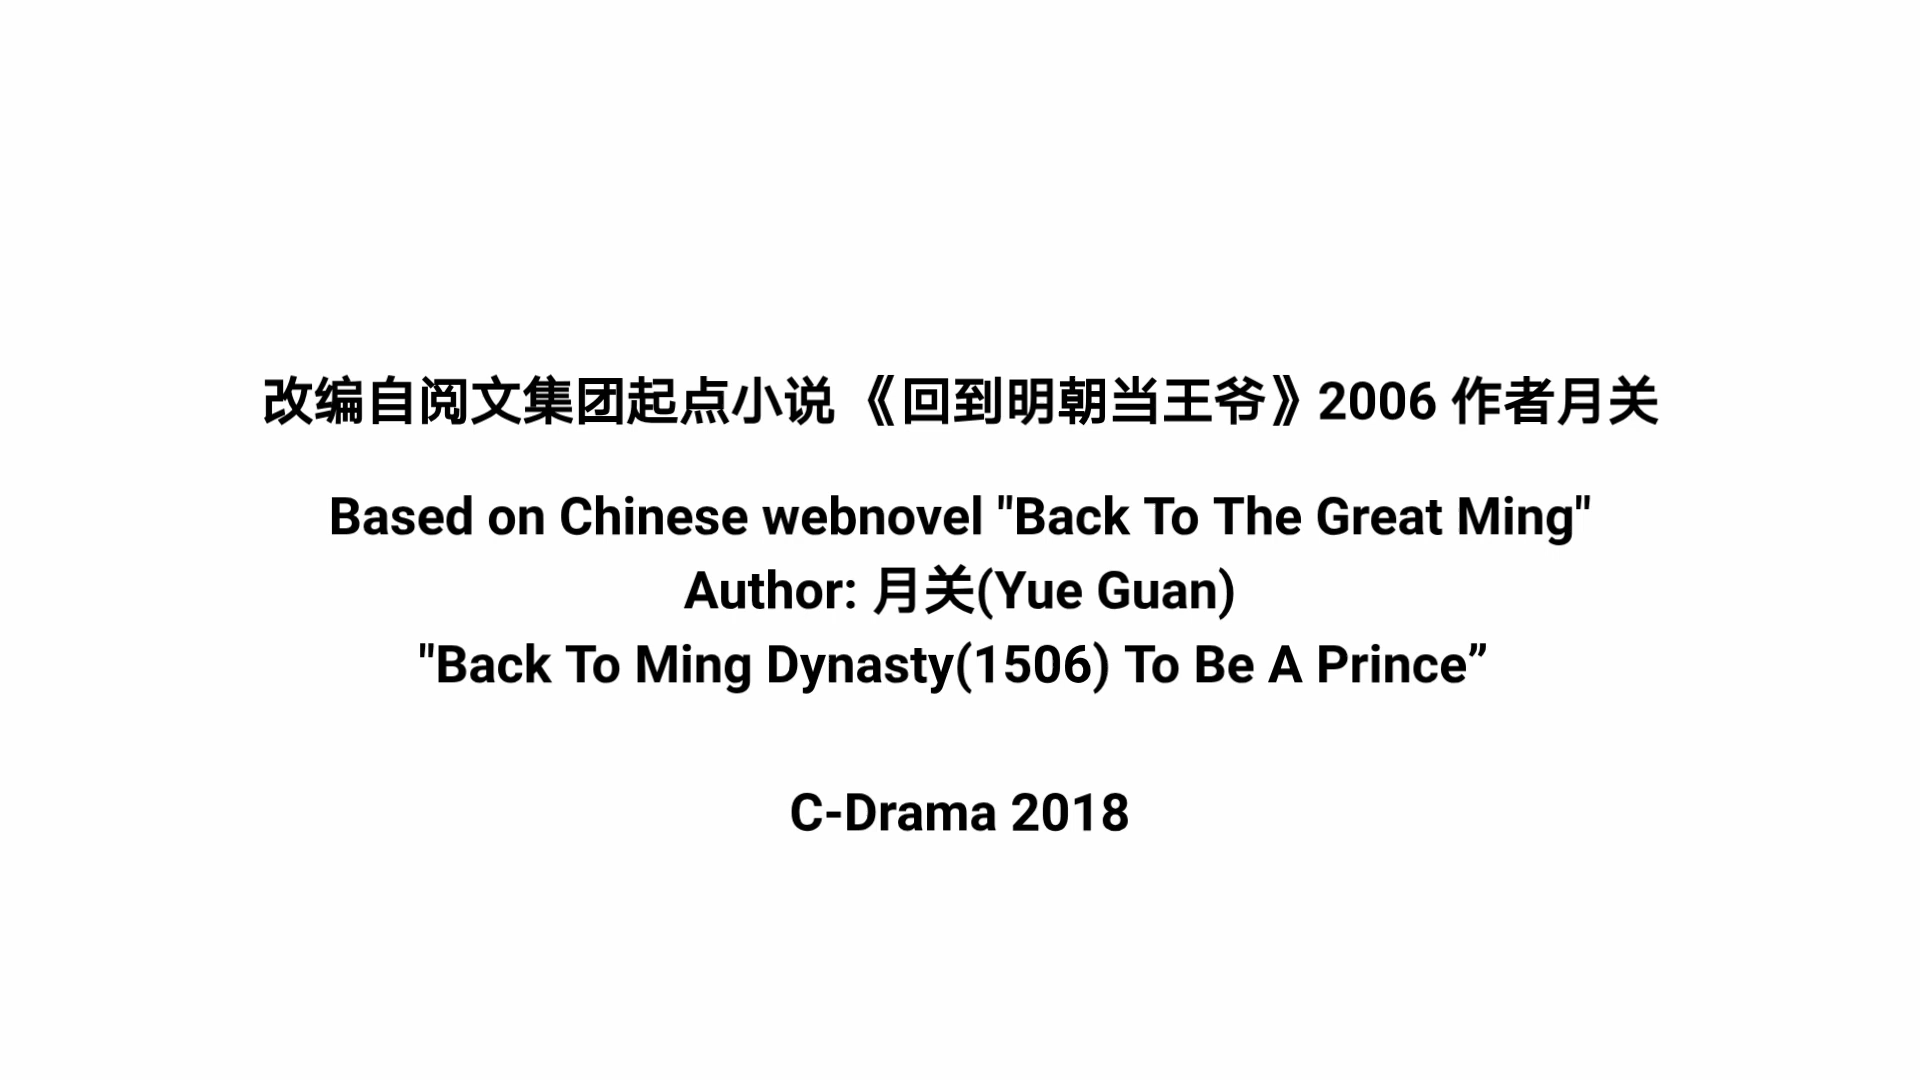 改编自阅文集团起点小说《回到明朝当王爷》2006 作者月关
Based on Chinese webnovel "Back To The Great Ming"
Author: 月关(Yue Guan)
"Back To Ming Dynasty(1506) To Be A Prince”
C-Drama 2018